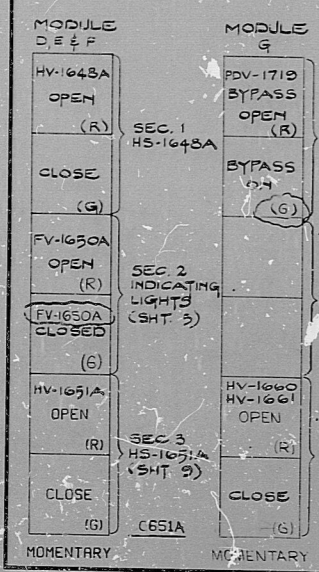 MODULE
D, E & F
HV-1648A
OPEN
(R)
CLOSE
(G)
SEC. 1
HS-1648A
FV-1650A
OPEN
(R)
FV-1650A
CLOSED
(G)
SEC. 2
INDICATING
LIGHTS
(SHT. 5)
HV-1651A
OPEN
(R)
CLOSE
(G)
SEC 3
HS-1651A
(SHT 9)
C651A
MOMENTARY
MODULE
G
PDV-1719
BYPASS
OPEN
(R)
BYPASS
ON
(G)
HV-1660
HV-1661
OPEN
(R)
CLOSE
(G)
MOMENTARY